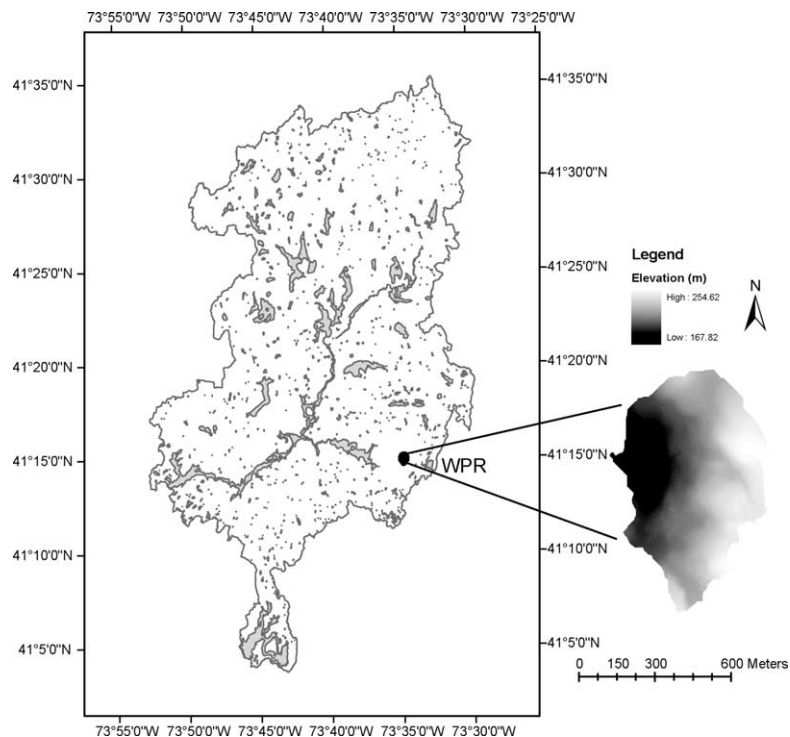 73°55'0"W 73°50'0"W 73°45'0"W 73°40'0"W 73°35'0"W 73°30'0"W 73°25'0"W
41°35'0"N 41°35'0"N
41°30'0"N 41°30'0"N
41°25'0"N 41°25'0"N
41°20'0"N 41°20'0"N
41°15'0"N 41°15'0"N
41°10'0"N 41°10'0"N
41°5'0"N 41°5'0"N
WPR
Legend
Elevation (m)
High : 254.62
Low : 167.82
N
0 150 300 600 Meters
73°55'0"W 73°50'0"W 73°45'0"W 73°40'0"W 73°35'0"W 73°30'0"W